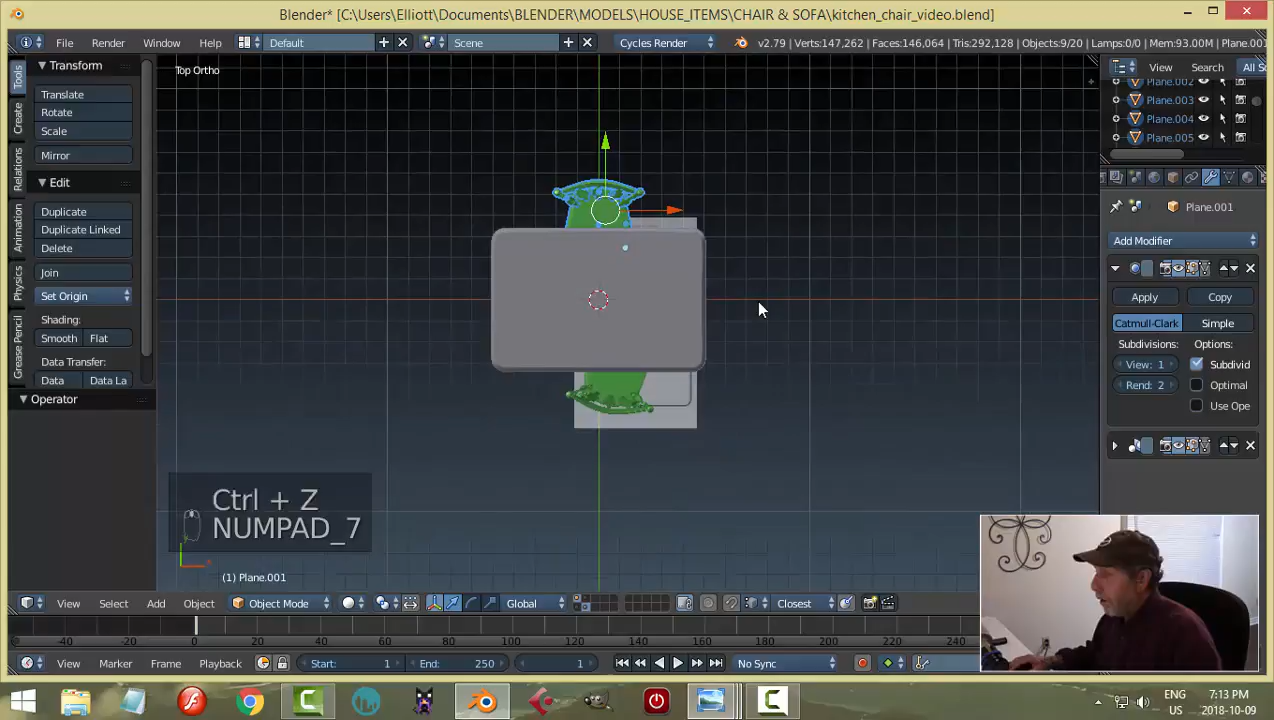 Blender* [C:\Users\Elliott\Documents\BLENDER\MODELS\HOUSE_ITEMS\CHAIR & SOFA\kitchen_chair_video.blend]
File Render Window Help Default Scene Cycles Render v2.79 | Verts:147,262 | Faces:146,064 | Tris:292,128 | Objects:9/20 | Lamps:0/0 | Mem:93.00M | Plane.001
Tools
Create
Relations
Animation
Physics
Grease Pencil
Transform
Translate
Rotate
Scale
Mirror
Edit
Duplicate
Duplicate Linked
Delete
Join
Set Origin
Shading:
Smooth Flat
Data Transfer:
Data Data La
Operator
Top Ortho
Ctrl + Z
NUMPAD_7
(1) Plane.001
View Search All S
Plane.002
Plane.003
Plane.004
Plane.005
Plane.001
Add Modifier
Apply Copy
Catmull-Clark Simple
Subdivisions: Options:
View: 1 Subdivid
Rend: 2 Optimal
Use Ope
View Select Add Object Object Mode Global Closest
-40 -20 0 20 40 60 80 100 120 140 160 180 200 220 240
View Marker Frame Playback Start: 1 End: 250 1 No Sync
ENG 7:13 PM
US 2018-10-09